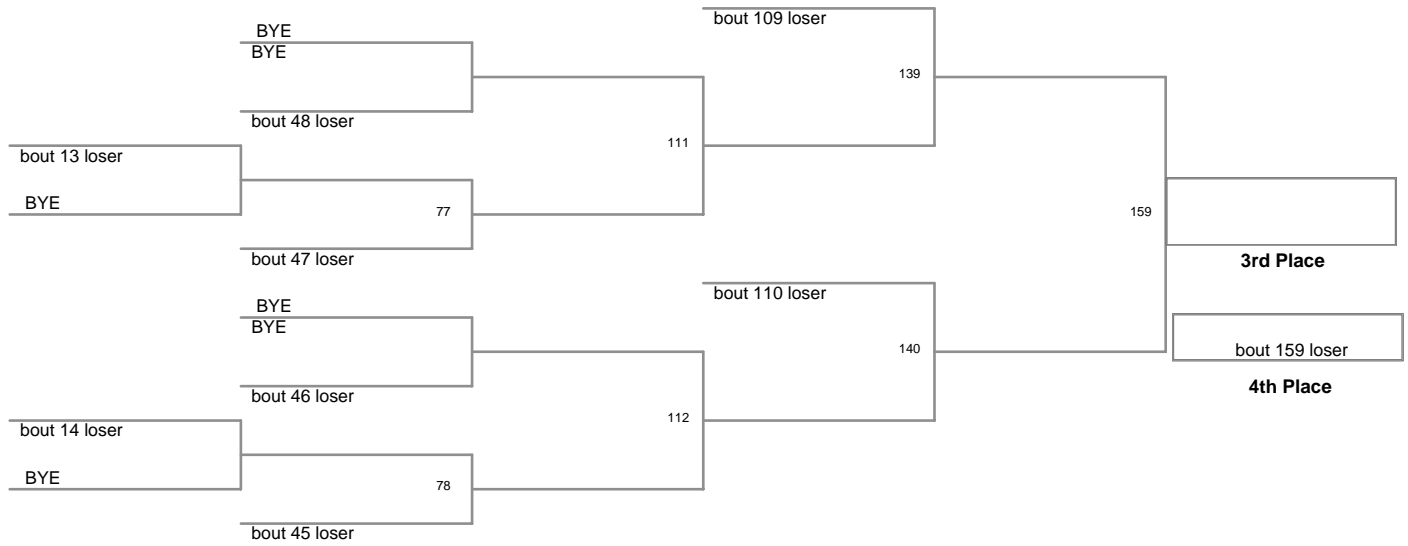 bout 109 loser
BYE
BYE
139
bout 48 loser
111
bout 13 loser
BYE
77
159
bout 47 loser
3rd Place
bout 110 loser
BYE
BYE
140
bout 159 loser
4th Place
bout 46 loser
112
bout 14 loser
BYE
78
bout 45 loser